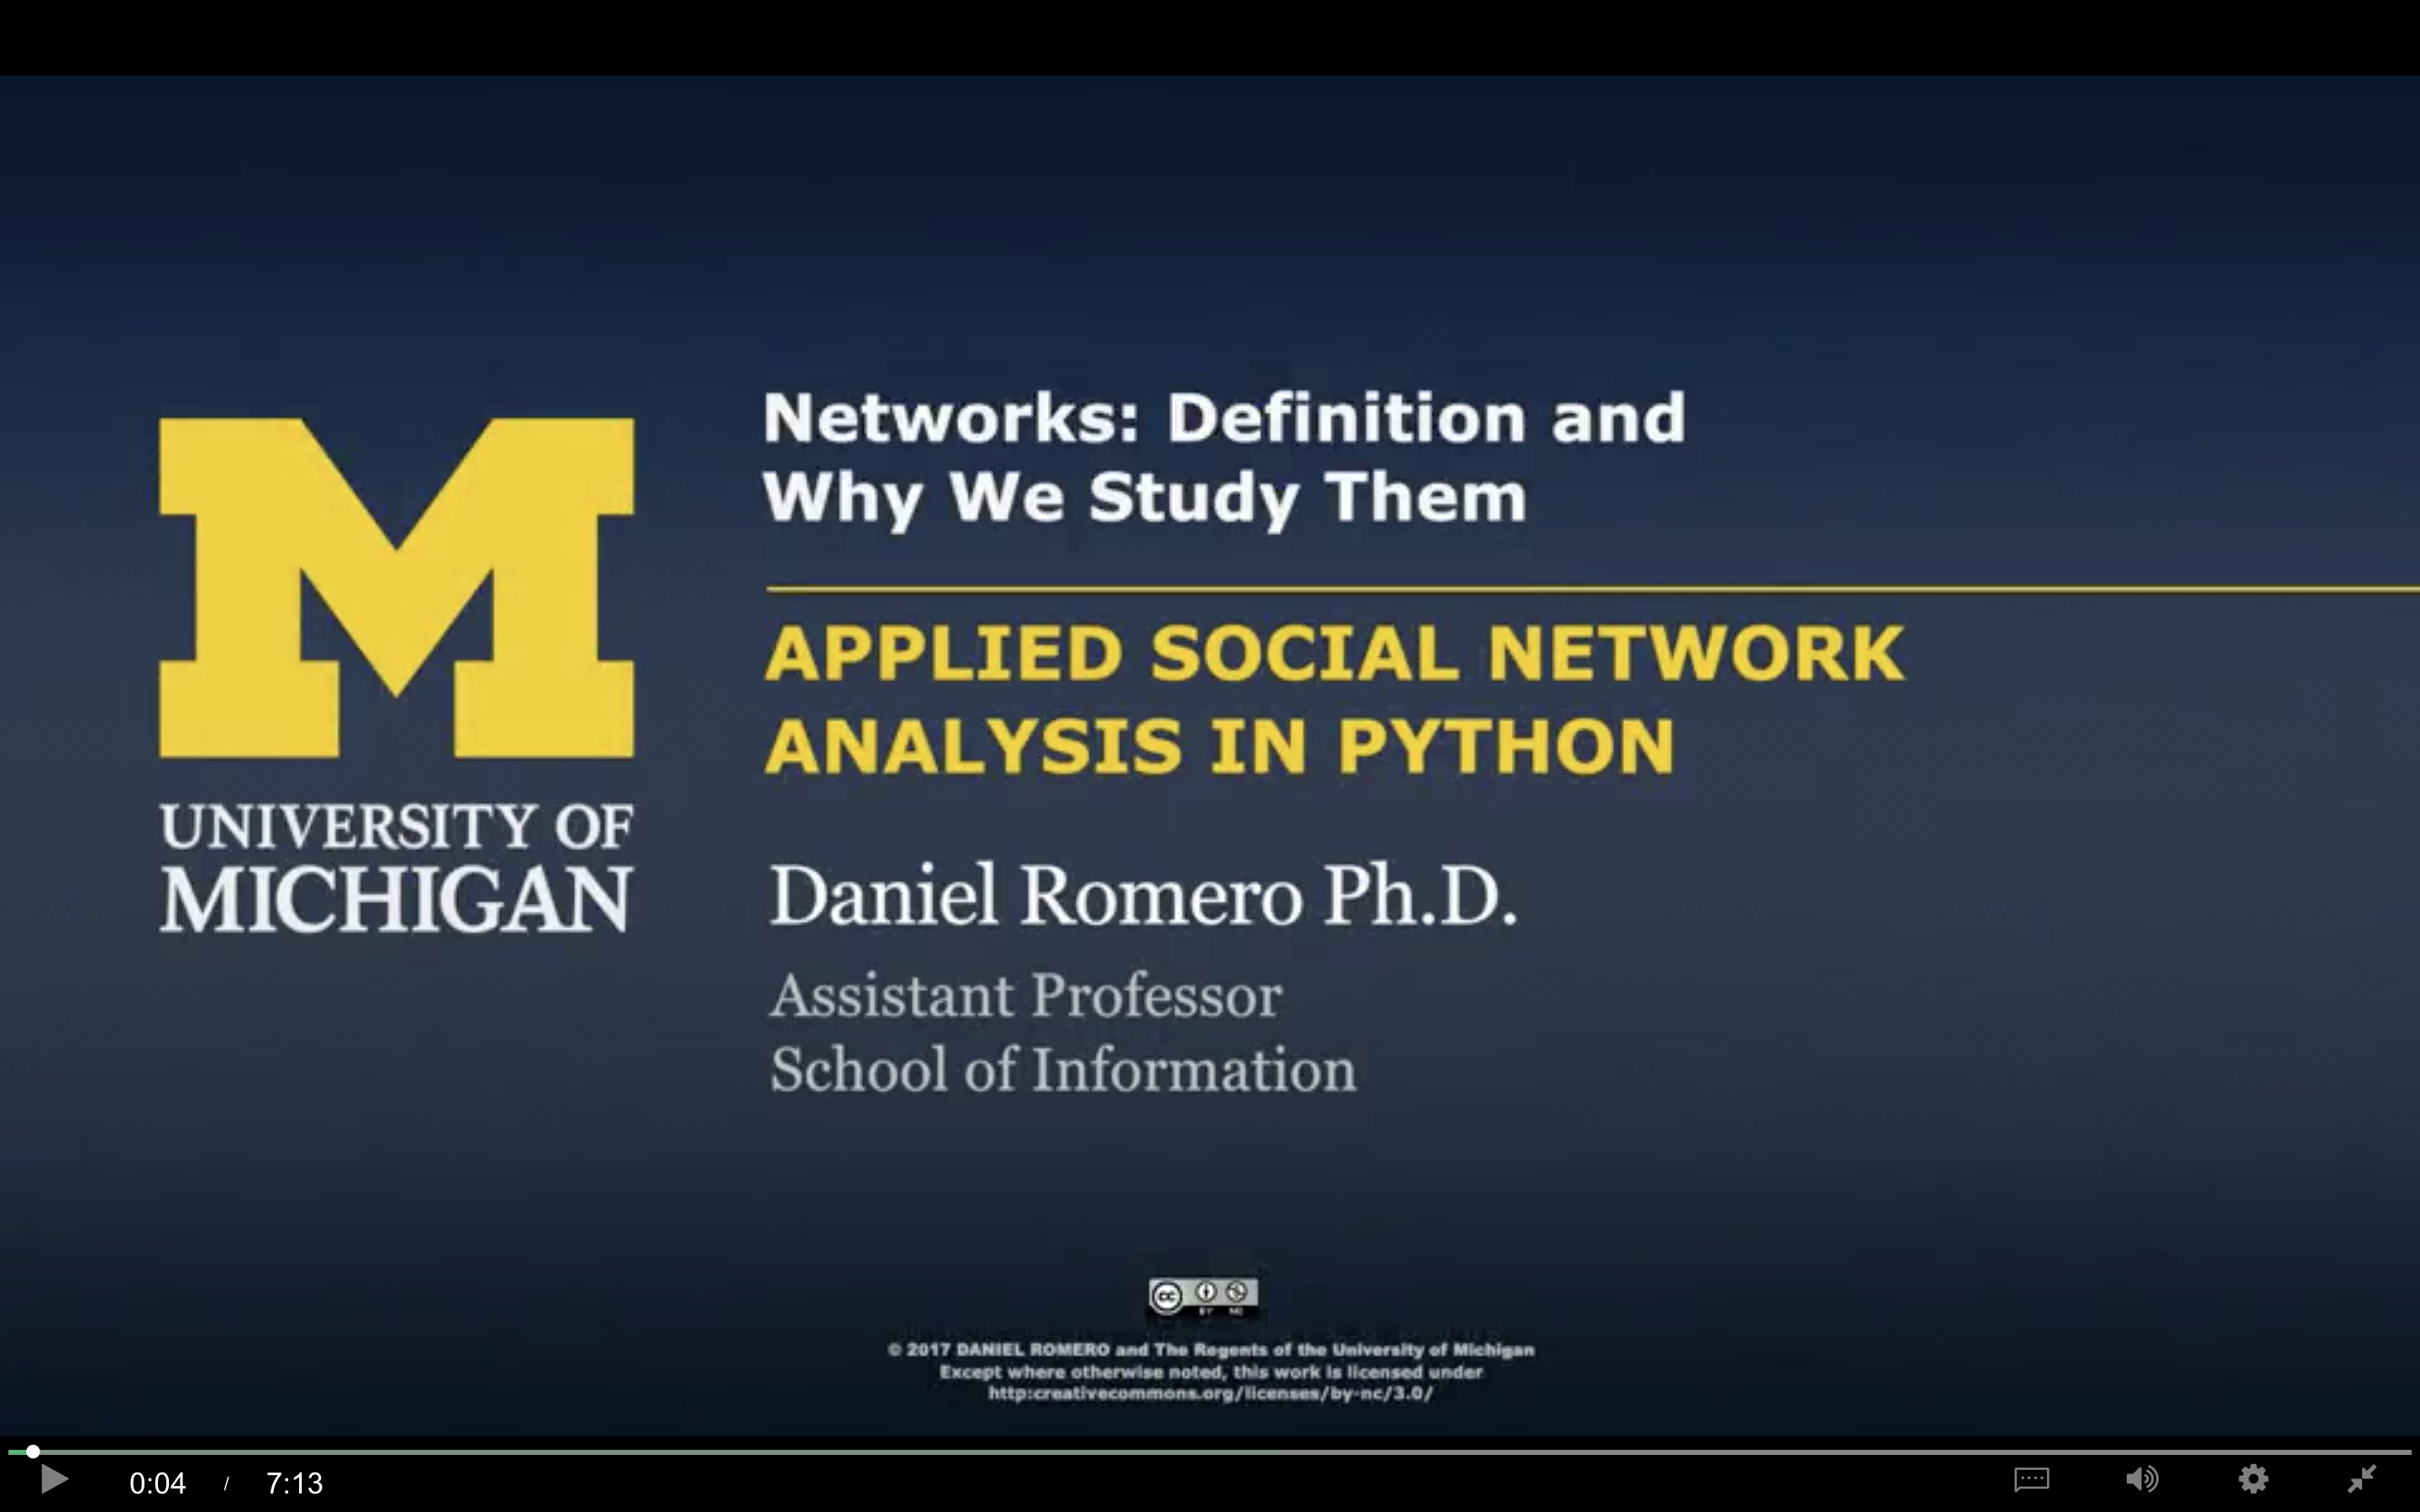 Networks: Definition and
Why We Study Them
APPLIED SOCIAL NETWORK
ANALYSIS IN PYTHON
M
UNIVERSITY OF
MICHIGAN
Daniel Romero Ph.D.
Assistant Professor
School of Information
cc
BY NC
© 2017 DANIEL ROMERO and The Regents of the University of Michigan
Except where otherwise noted, this work is licensed under
http:creativecommons.org/licenses/by-nc/3.0/
0:04 / 7:13